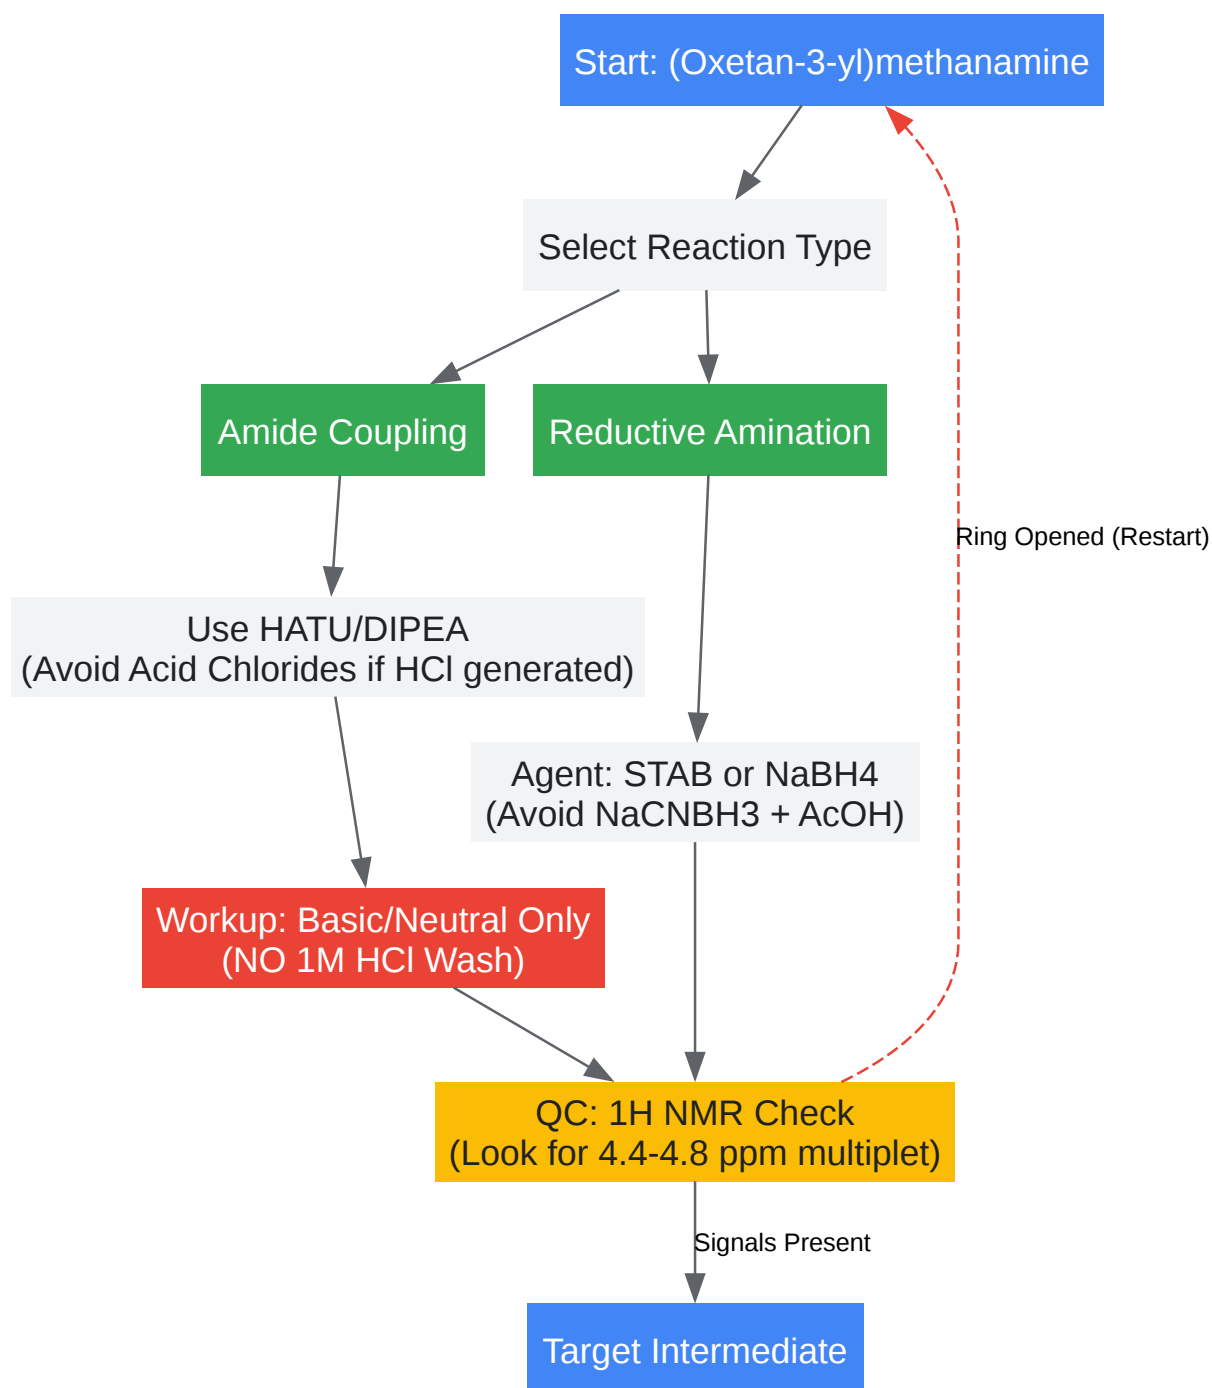 Start: (Oxetan-3-yl)methanamine
Select Reaction Type
Amide Coupling
Reductive Amination
Ring Opened (Restart)
Use HATU/DIPEA
(Avoid Acid Chlorides if HCl generated)
Agent: STAB or NaBH4
(Avoid NaCNBH3 + AcOH)
Workup: Basic/Neutral Only
(NO 1M HCl Wash)
QC: 1H NMR Check
(Look for 4.4-4.8 ppm multiplet)
Signals Present
Target Intermediate